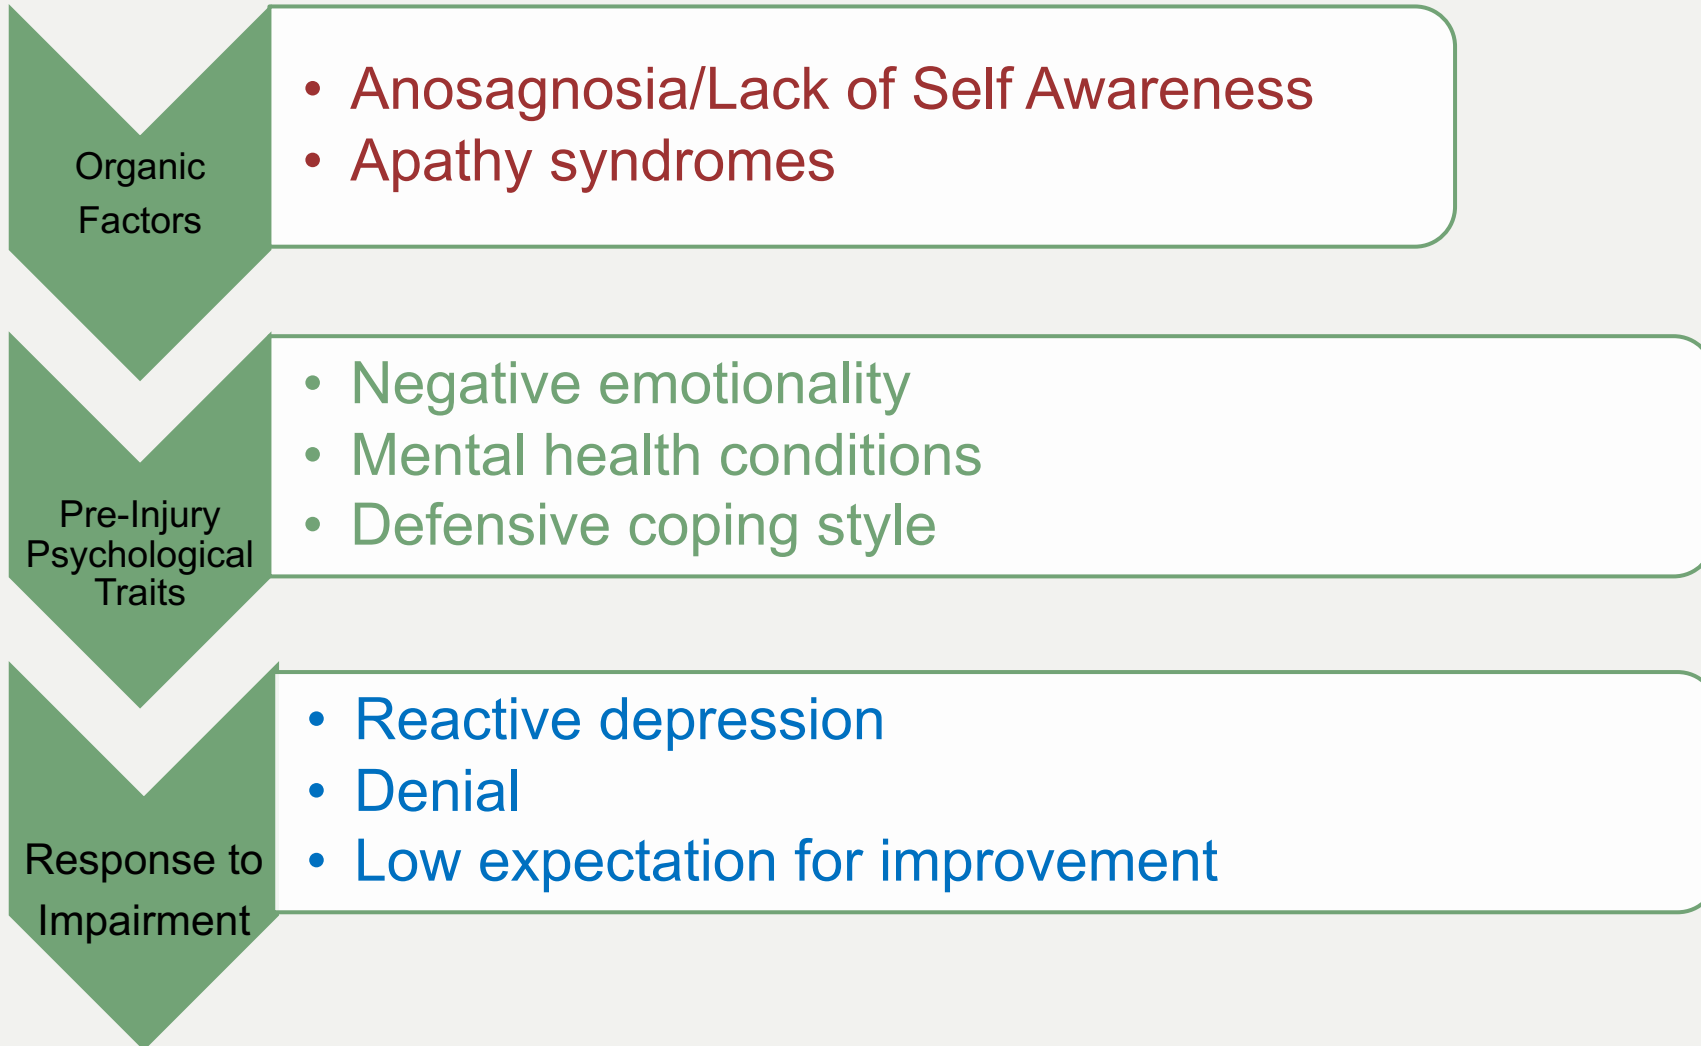 Organic
Factors
• Anosagnosia/Lack of Self Awareness
• Apathy syndromes
Pre-Injury
Psychological
Traits
• Negative emotionality
• Mental health conditions
• Defensive coping style
Response to
Impairment
• Reactive depression
• Denial
• Low expectation for improvement